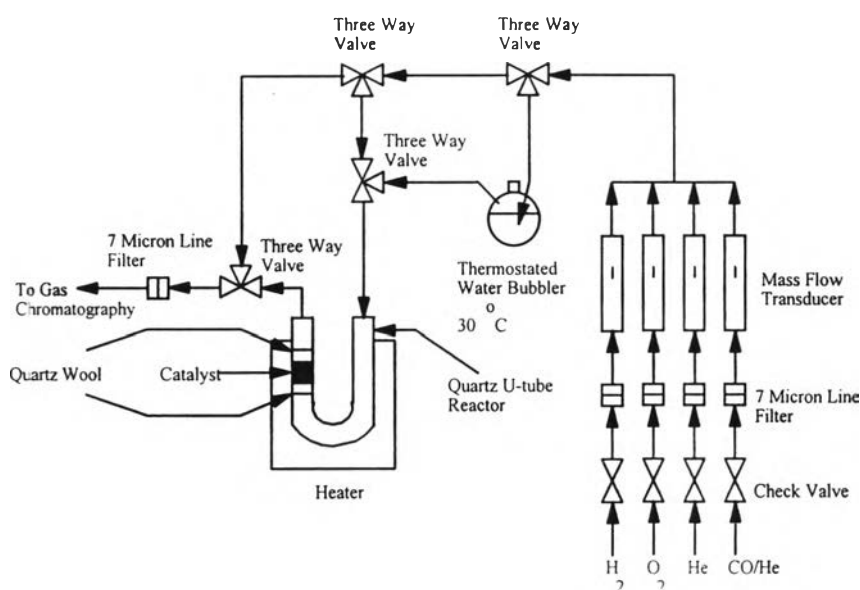 Three Way
Valve
Three Way
Valve
Three Way
Valve
7 Micron Line
Filter
Three Way
Valve
To Gas
Chromatography
Thermostated
Water Bubbler
30 °C
Mass Flow
Transducer
Quartz Wool
Catalyst
Quartz U-tube
Reactor
7 Micron Line
Filter
Heater
Check Valve
H2 O2 He CO/He